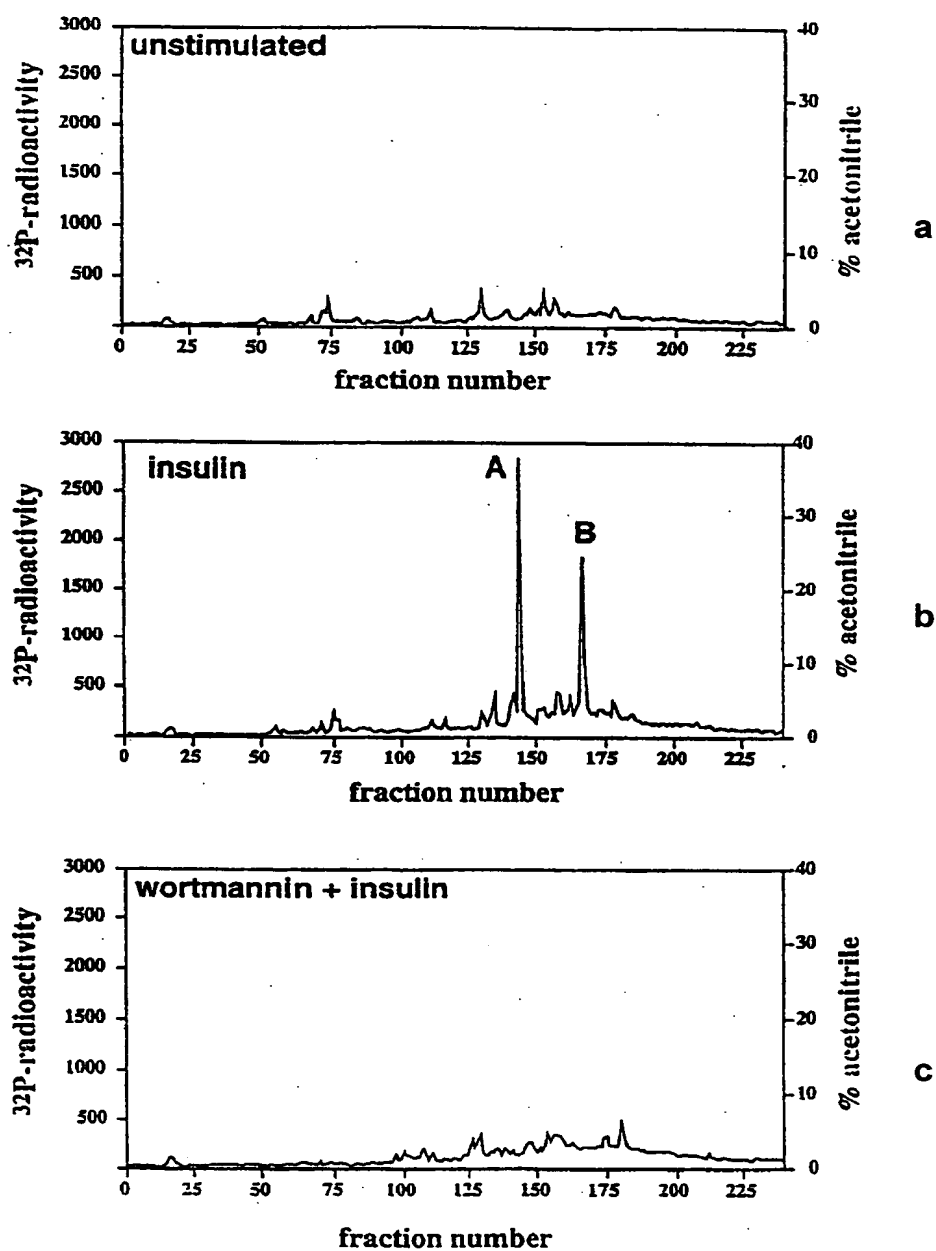 unstimulated
3000
2500
2000
1500
1000
500
32P-radioactivity
40
30
20
10
0
% acetonitrile
0 25 50 75 100 125 150 175 200 225
fraction number
a
insulin
A
B
3000
2500
2000
1500
1000
500
32P-radioactivity
40
30
20
10
0
% acetonitrile
0 25 50 75 100 125 150 175 200 225
fraction number
b
wortmannin + insulin
3000
2500
2000
1500
1000
500
32P-radioactivity
40
30
20
10
0
% acetonitrile
0 25 50 75 100 125 150 175 200 225
fraction number
c